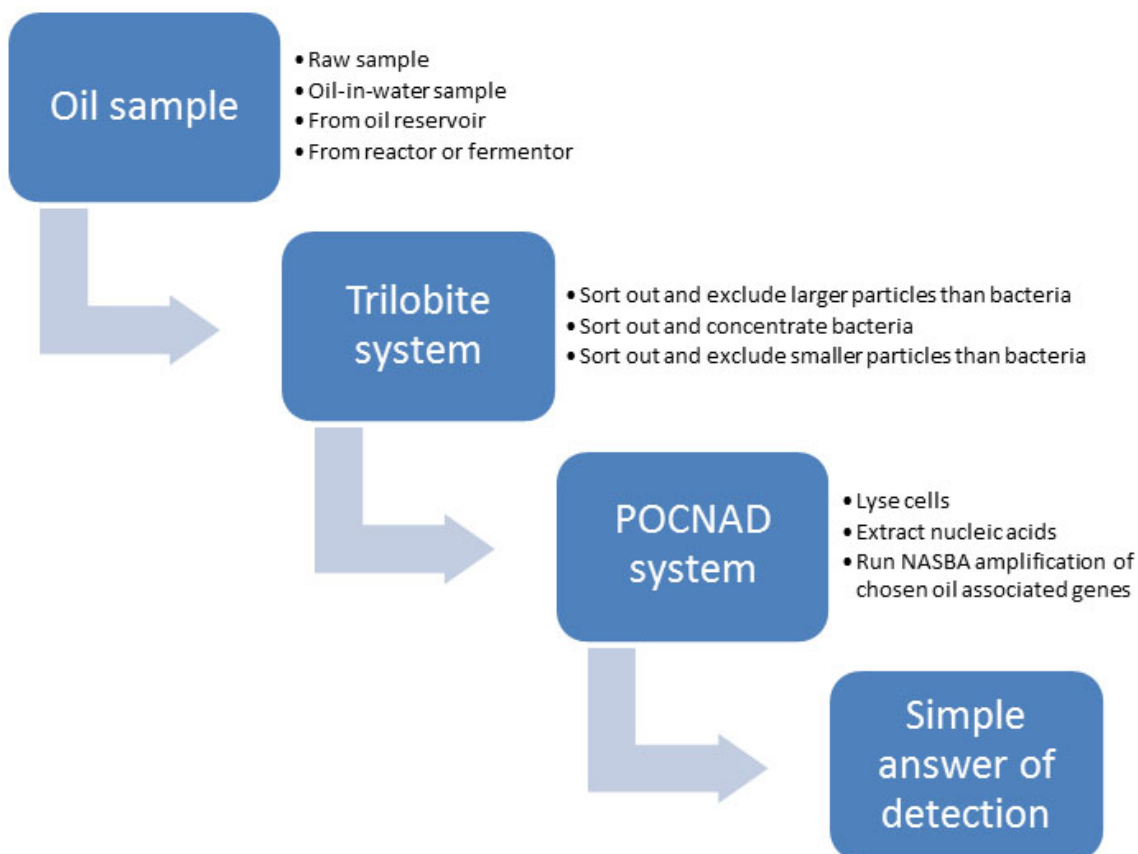 Oil sample
• Raw sample
• Oil-in-water sample
• From oil reservoir
• From reactor or fermentor
Trilobite
system
• Sort out and exclude larger particles than bacteria
• Sort out and concentrate bacteria
• Sort out and exclude smaller particles than bacteria
POCNAD
system
• Lyse cells
• Extract nucleic acids
• Run NASBA amplification of
chosen oil associated genes
Simple
answer of
detection